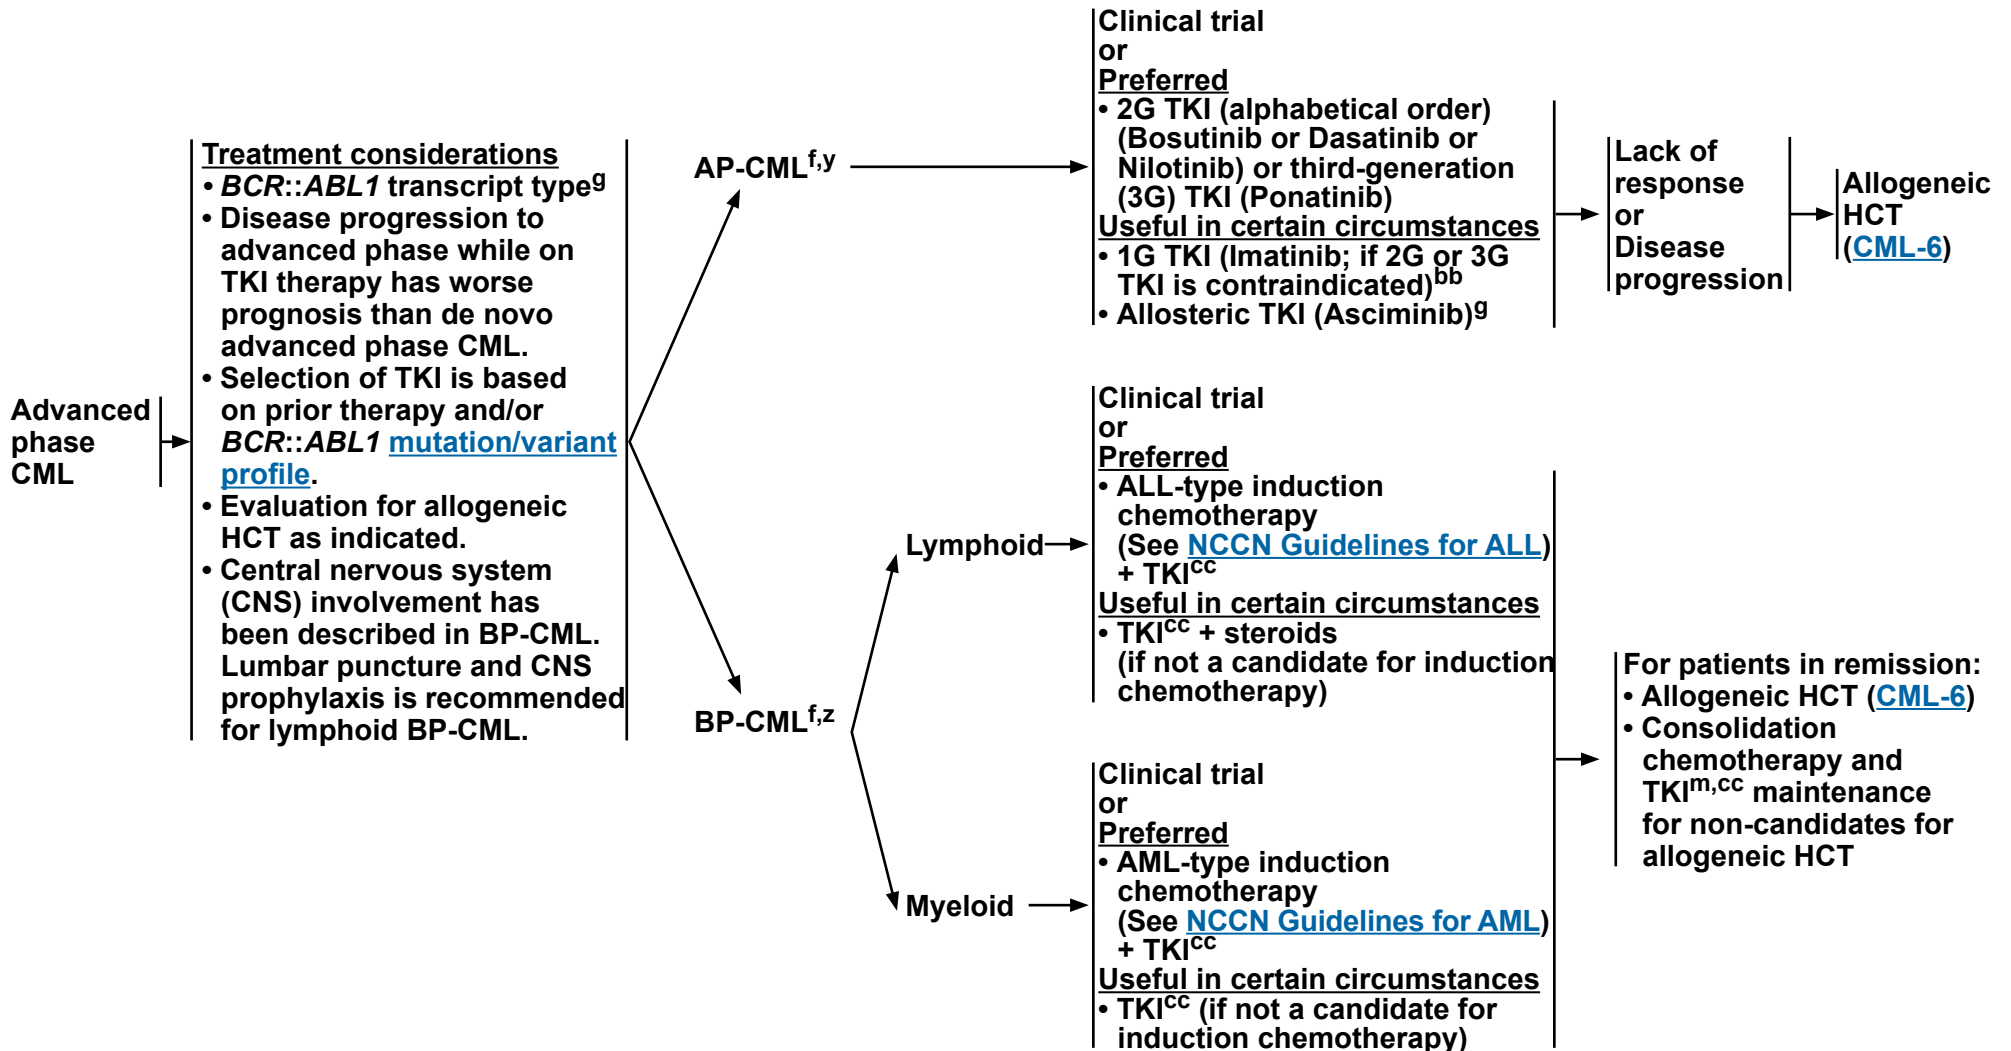 Advanced
phase
CML
Treatment considerations
• BCR::ABL1 transcript typeg
• Disease progression to
advanced phase while on
TKI therapy has worse
prognosis than de novo
advanced phase CML.
• Selection of TKI is based
on prior therapy and/or
BCR::ABL1 mutation/variant
profile.
• Evaluation for allogeneic
HCT as indicated.
• Central nervous system
(CNS) involvement has
been described in BP-CML.
Lumbar puncture and CNS
prophylaxis is recommended
for lymphoid BP-CML.
AP-CMLf,y
Clinical trial
or
Preferred
• 2G TKI (alphabetical order)
(Bosutinib or Dasatinib or
Nilotinib) or third-generation
(3G) TKI (Ponatinib)
Useful in certain circumstances
• 1G TKI (Imatinib; if 2G or 3G
TKI is contraindicated)bb
• Allosteric TKI (Asciminib)g
Lack of
response
or
Disease
progression
Allogeneic
HCT
(CML-6)
BP-CMLf,z
Lymphoid
Clinical trial
or
Preferred
• ALL-type induction
chemotherapy
(See NCCN Guidelines for ALL)
+ TKIcc
Useful in certain circumstances
• TKIcc + steroids
(if not a candidate for induction
chemotherapy)
Myeloid
Clinical trial
or
Preferred
• AML-type induction
chemotherapy
(See NCCN Guidelines for AML)
+ TKIcc
Useful in certain circumstances
• TKIcc (if not a candidate for
induction chemotherapy)
For patients in remission:
• Allogeneic HCT (CML-6)
• Consolidation
chemotherapy and
TKIm,cc maintenance
for non-candidates for
allogeneic HCT